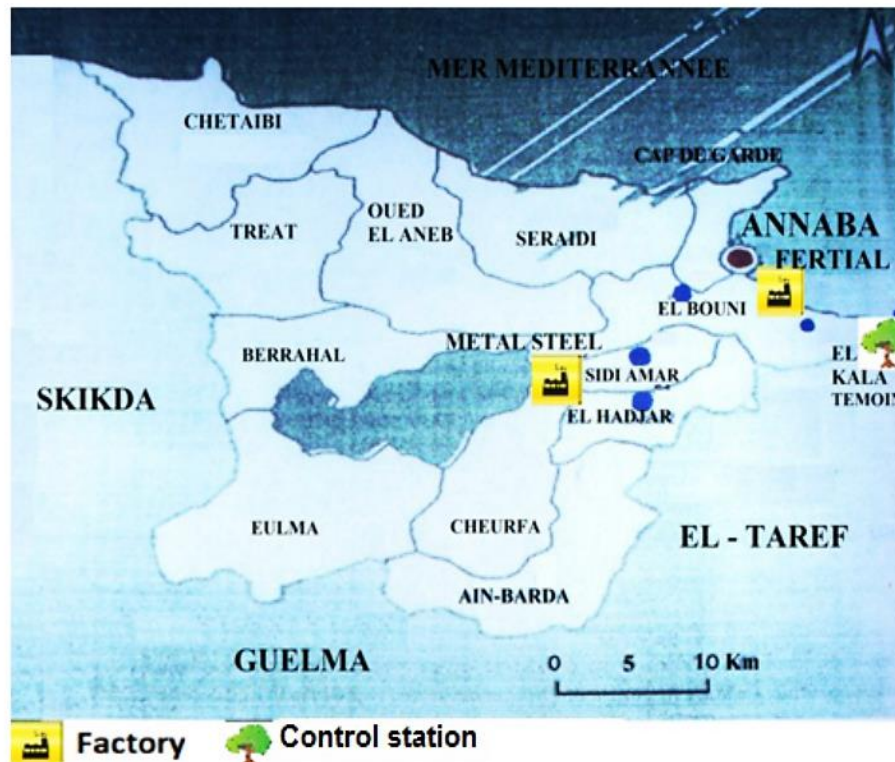 MER MEDITERRANNEE
CHETAIBI
CAP DE GARDE
OUED
EL ANEB
TREAT
SERAIDI
ANNABA
FERTIAL
EL BOUNI
METAL STEEL
BERRAHAL
SIDI AMAR
EL
KALA
TEMOIN
SKIKDA
EL HADJAR
EULMA
CHEURFA
EL - TAREF
AIN-BARDA
GUELMA
0 5 10 Km
Factory
Control station